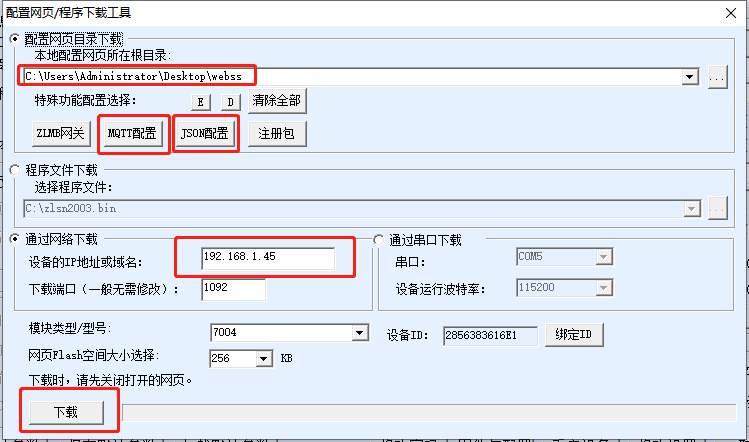 配置网页/程序下载工具
配置网页目录下载
本地配置网页所在根目录:
C:\Users\Administrator\Desktop\webss
...
特殊功能配置选择: E D 清除全部
ZLMB网关 MQTT配置 JSON配置 注册包
程序文件下载
选择程序文件:
C:\zlsn2003.bin
...
通过网络下载 通过串口下载
设备的IP地址或域名: 192.168.1.45 串口: COM5
下载端口（一般无需修改）: 1092 设备运行波特率: 115200
模块类型/型号: 7004 设备ID: 2856383616E1 绑定ID
网页Flash空间大小选择: 256 KB
下载时，请先关闭打开的网页。
下载